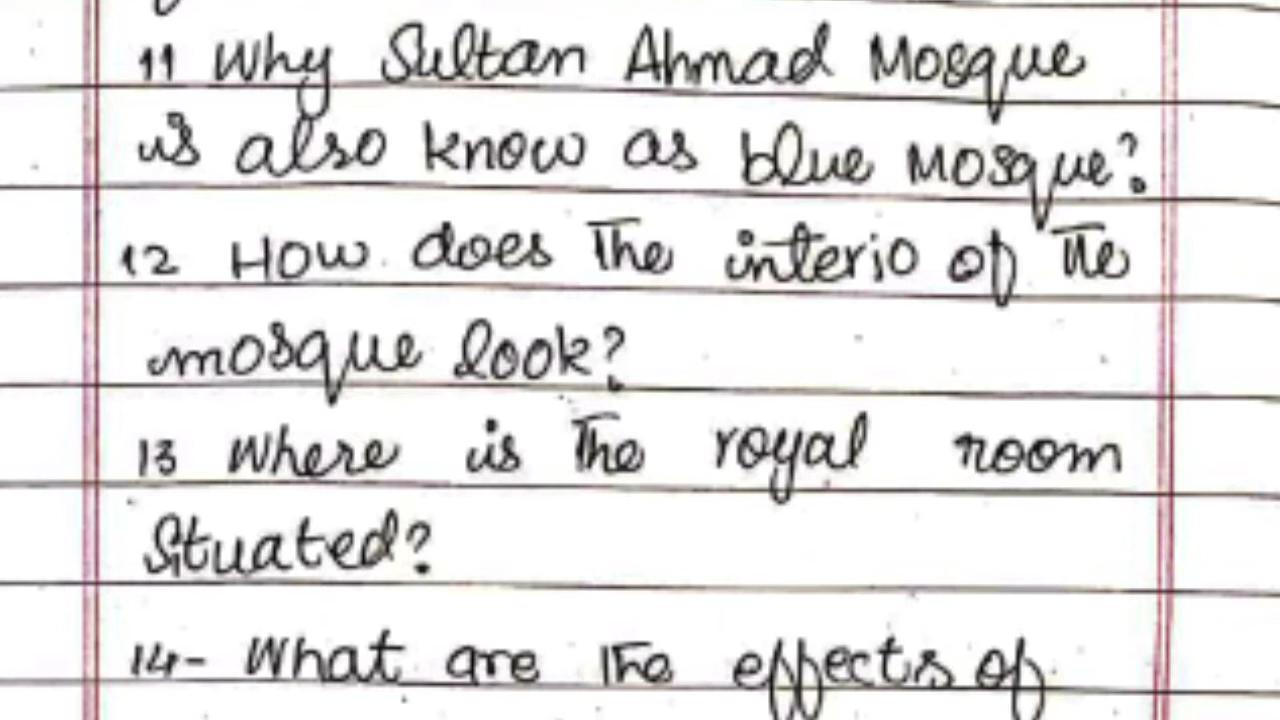 11 Why Sultan Ahmad Mosque
is also know as blue Mosque?
12 How does the interio of the
mosque look?
13 Where is the royal room
Situated?
14- What are the effects of